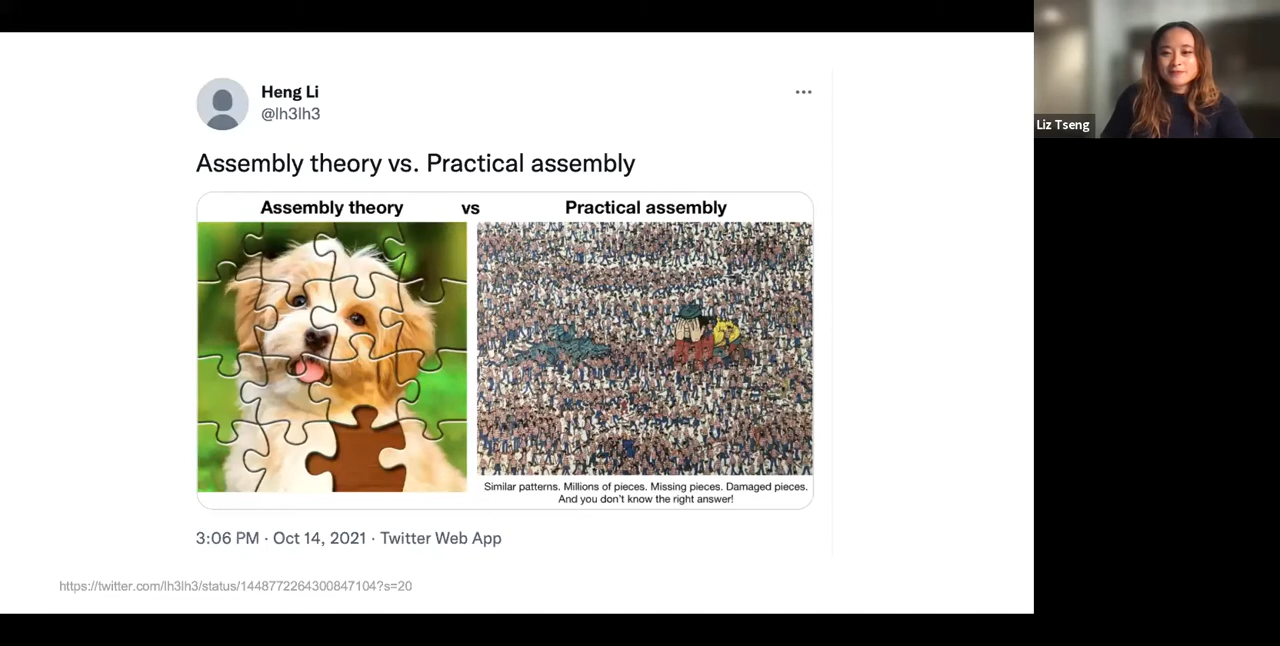 Heng Li
@lh3lh3
Assembly theory vs. Practical assembly
Assembly theory vs Practical assembly
Similar patterns. Millions of pieces. Missing pieces. Damaged pieces.
And you don't know the right answer!
3:06 PM · Oct 14, 2021 · Twitter Web App
https://twitter.com/lh3lh3/status/1448772264300847104?s=20
Liz Tseng